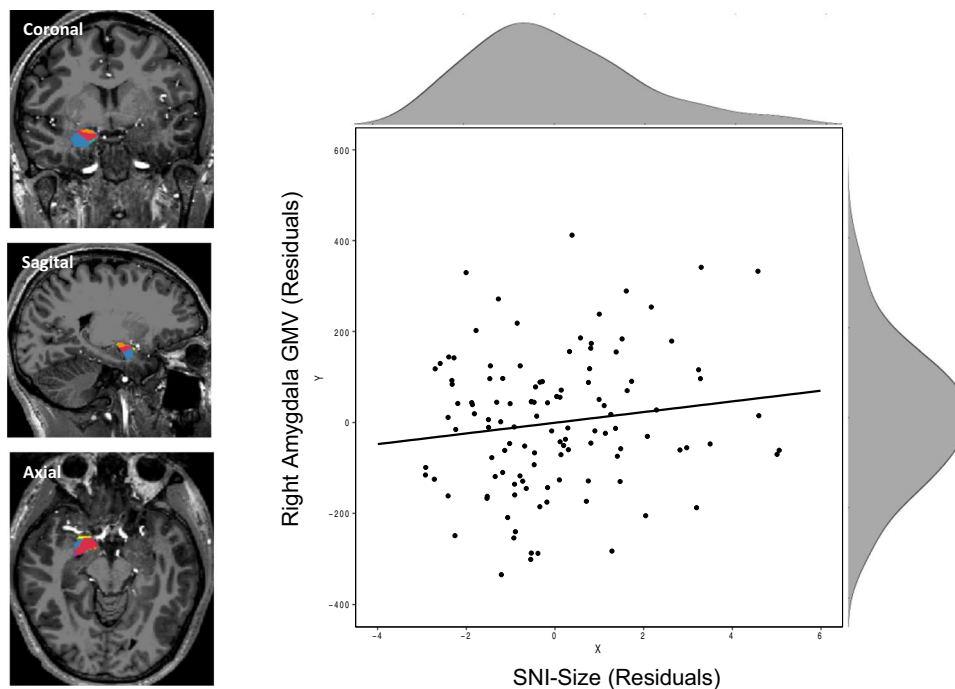 Coronal
Sagital
Axial
Right Amygdala GMV (Residuals)
Y
600
400
200
0
−200
−400
−4
−2
0
2
4
6
X
SNI-Size (Residuals)